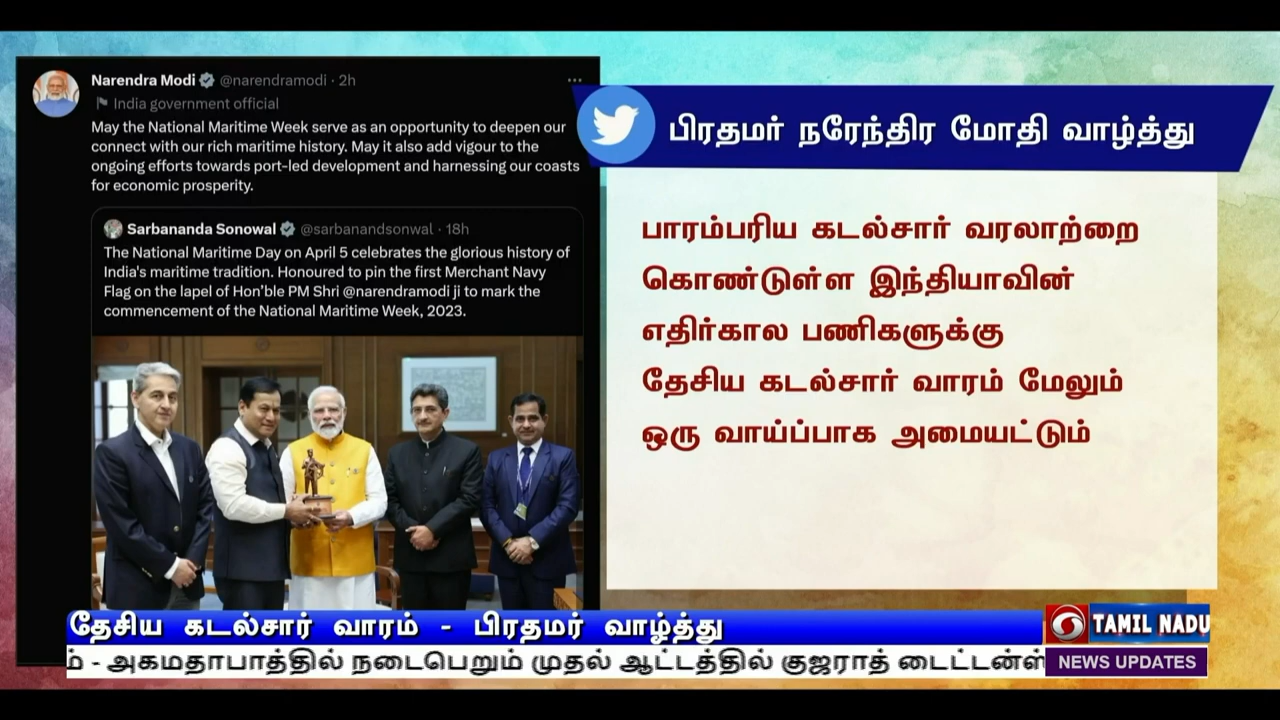 Narendra Modi @narendramodi · 2h
India government official
May the National Maritime Week serve as an opportunity to deepen our
connect with our rich maritime history. May it also add vigour to the
ongoing efforts towards port-led development and harnessing our coasts
for economic prosperity.
Sarbananda Sonowal @sarbanandsonwal · 18h
The National Maritime Day on April 5 celebrates the glorious history of
India's maritime tradition. Honoured to pin the first Merchant Navy
Flag on the lapel of Hon'ble PM Shri @narendramodi ji to mark the
commencement of the National Maritime Week, 2023.
பிரதமர் நரேந்திர மோதி வாழ்த்து
பாரம்பரிய கடல்சார் வரலாற்றை
கொண்டுள்ள இந்தியாவின்
எதிர்கால பணிகளுக்கு
தேசிய கடல்சார் வாரம் மேலும்
ஒரு வாய்ப்பாக அமையட்டும்
தேசிய கடல்சார் வாரம் - பிரதமர் வாழ்த்து
TAMIL NADU
ம் - அகமதாபாத்தில் நடைபெறும் முதல் ஆட்டத்தில் குஜராத் டைட்டன்ஸ்
NEWS UPDATES